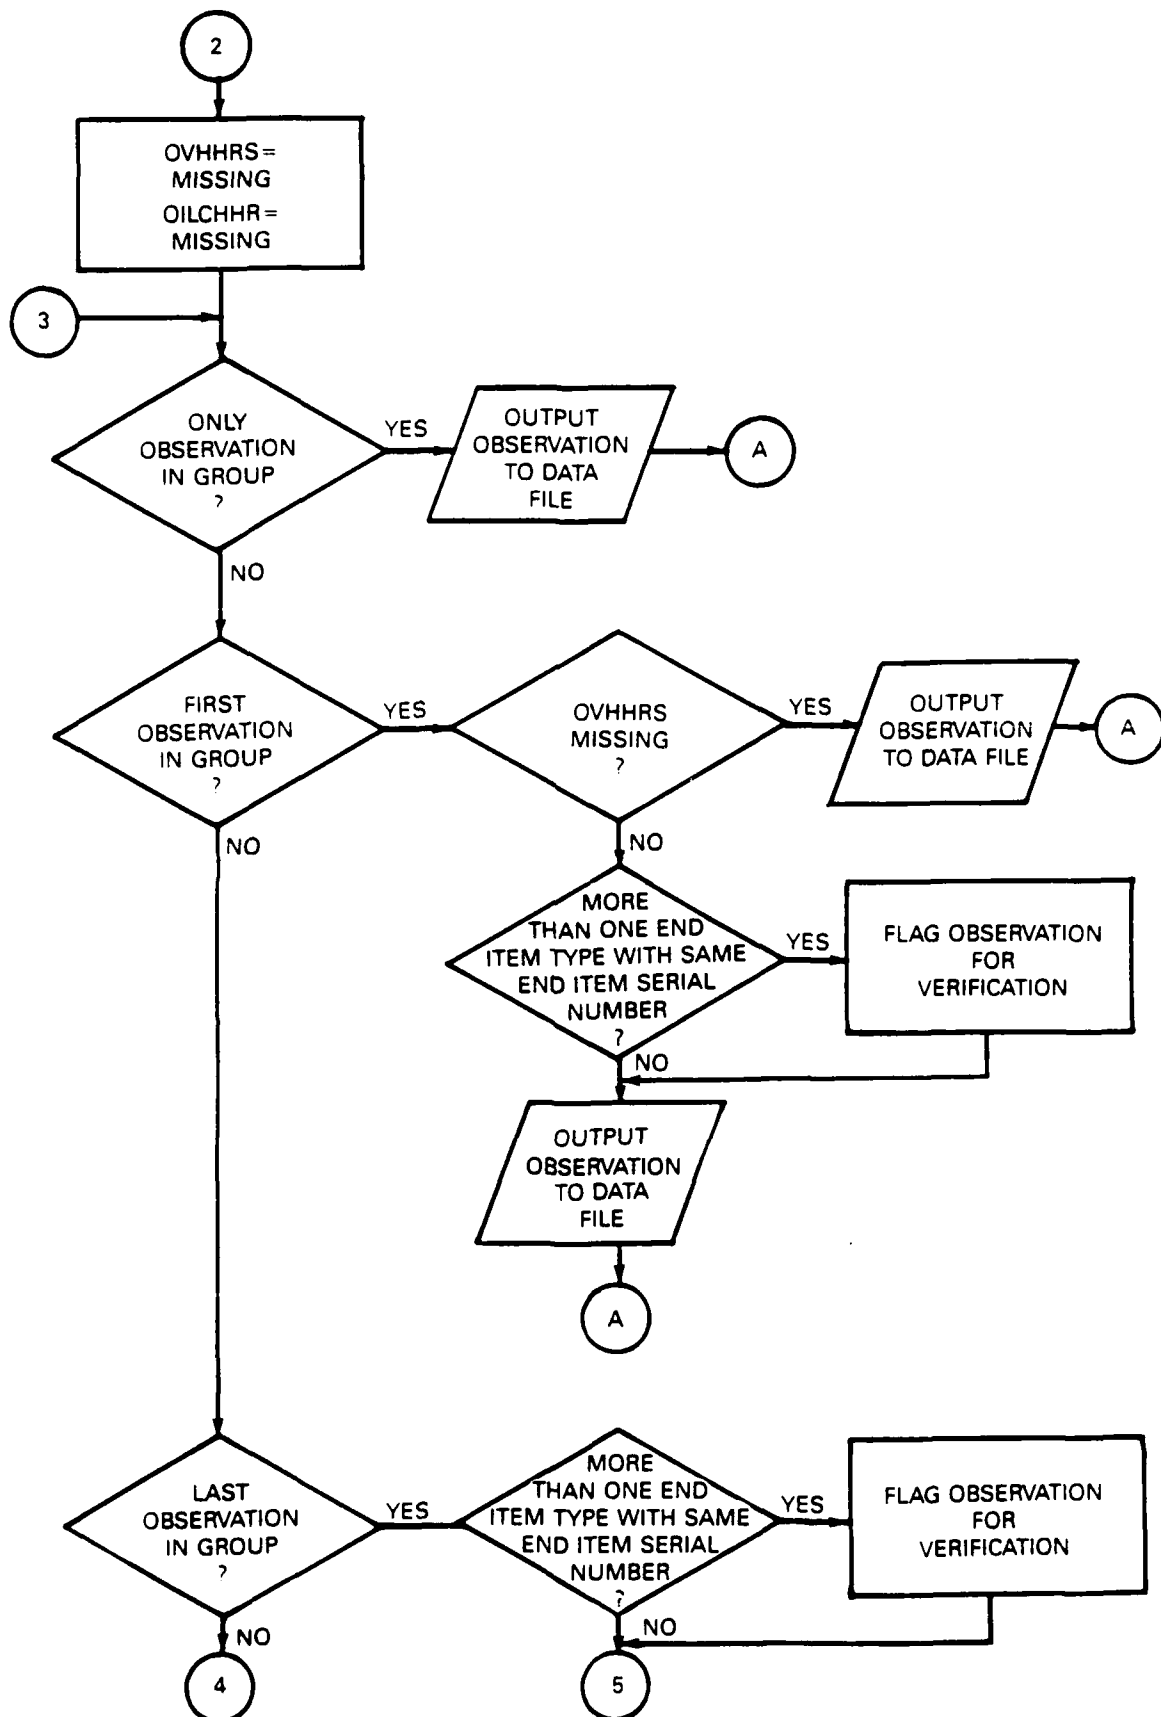 2
OVHHRS=
MISSING
OILCHHR=
MISSING
3
ONLY
OBSERVATION
IN GROUP
?
YES
OUTPUT
OBSERVATION
TO DATA
FILE
A
NO
FIRST
OBSERVATION
IN GROUP
?
YES
OVHHRS
MISSING
?
YES
OUTPUT
OBSERVATION
TO DATA FILE
A
NO
NO
MORE
THAN ONE END
ITEM TYPE WITH SAME
END ITEM SERIAL
NUMBER
?
YES
FLAG OBSERVATION
FOR
VERIFICATION
NO
OUTPUT
OBSERVATION
TO DATA
FILE
A
LAST
OBSERVATION
IN GROUP
?
YES
MORE
THAN ONE END
ITEM TYPE WITH SAME
END ITEM SERIAL
NUMBER
?
YES
FLAG OBSERVATION
FOR
VERIFICATION
NO
NO
4
5